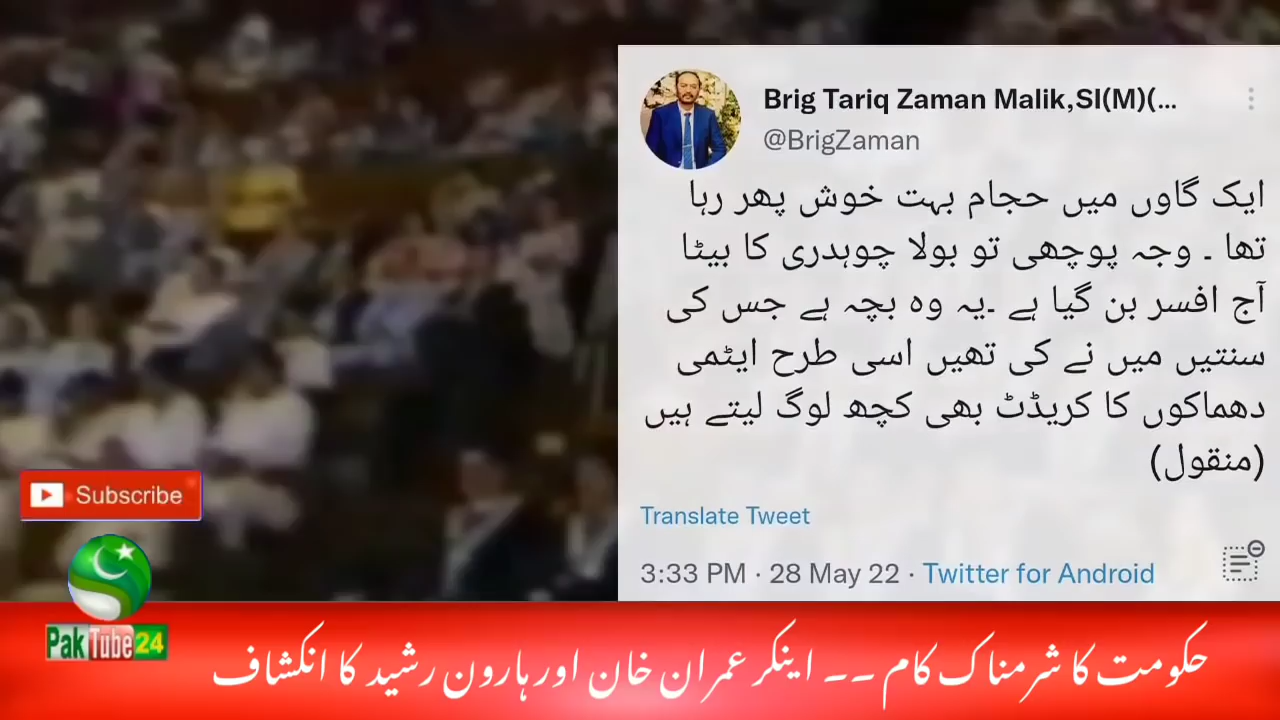 Brig Tariq Zaman Malik,SI(M)(...
@BrigZaman
ایک گاوں میں حجام بہت خوش پھر رہا
تھا ۔ وجہ پوچھی تو بولا چوہدری کا بیٹا
آج افسر بن گیا ہے ۔یہ وہ بچہ ہے جس کی
سنتیں میں نے کی تھیں اسی طرح ایٹمی
دھماکوں کا کریڈٹ بھی کچھ لوگ لیتے ہیں
(منقول)
Translate Tweet
3:33 PM · 28 May 22 · Twitter for Android
Subscribe
PakTube24
حکومت کا شرمناک کام ۔۔ اینکر عمران خان اور ہارون رشید کا انکشاف